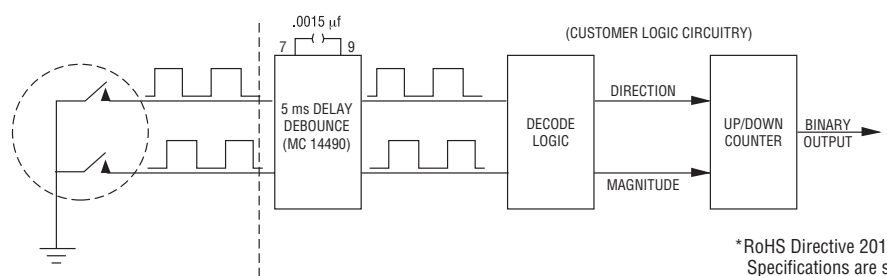 .0015 µf
7 9
(CUSTOMER LOGIC CIRCUITRY)
5 ms DELAY
DEBOUNCE
(MC 14490)
DECODE
LOGIC
DIRECTION
MAGNITUDE
UP/DOWN
COUNTER
BINARY
OUTPUT
*RoHS Directive 201
Specifications are s